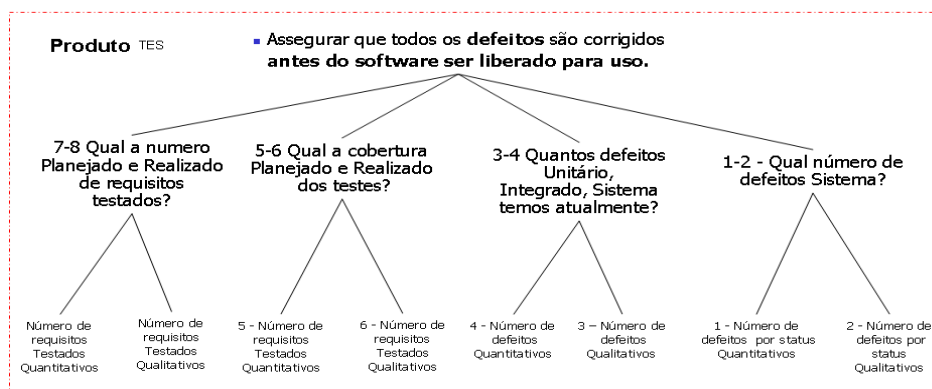 Produto TES
▪ Assegurar que todos os defeitos são corrigidos
antes do software ser liberado para uso.
7-8 Qual a numero
Planejado e Realizado
de requisitos
testados?
5-6 Qual a cobertura
Planejado e Realizado
dos testes?
3-4 Quantos defeitos
Unitário,
Integrado, Sistema
temos atualmente?
1-2 - Qual número de
defeitos Sistema?
Número de
requisitos
Testados
Quantitativos
Número de
requisitos
Testados
Qualitativos
5 - Número de
requisitos
Testados
Quantitativos
6 - Número de
requisitos
Testados
Qualitativos
4 - Número de
defeitos
Quantitativos
3 – Número de
defeitos
Qualitativos
1 - Número de
defeitos por status
Quantitativos
2 - Número de
defeitos por
status
Qualitativos